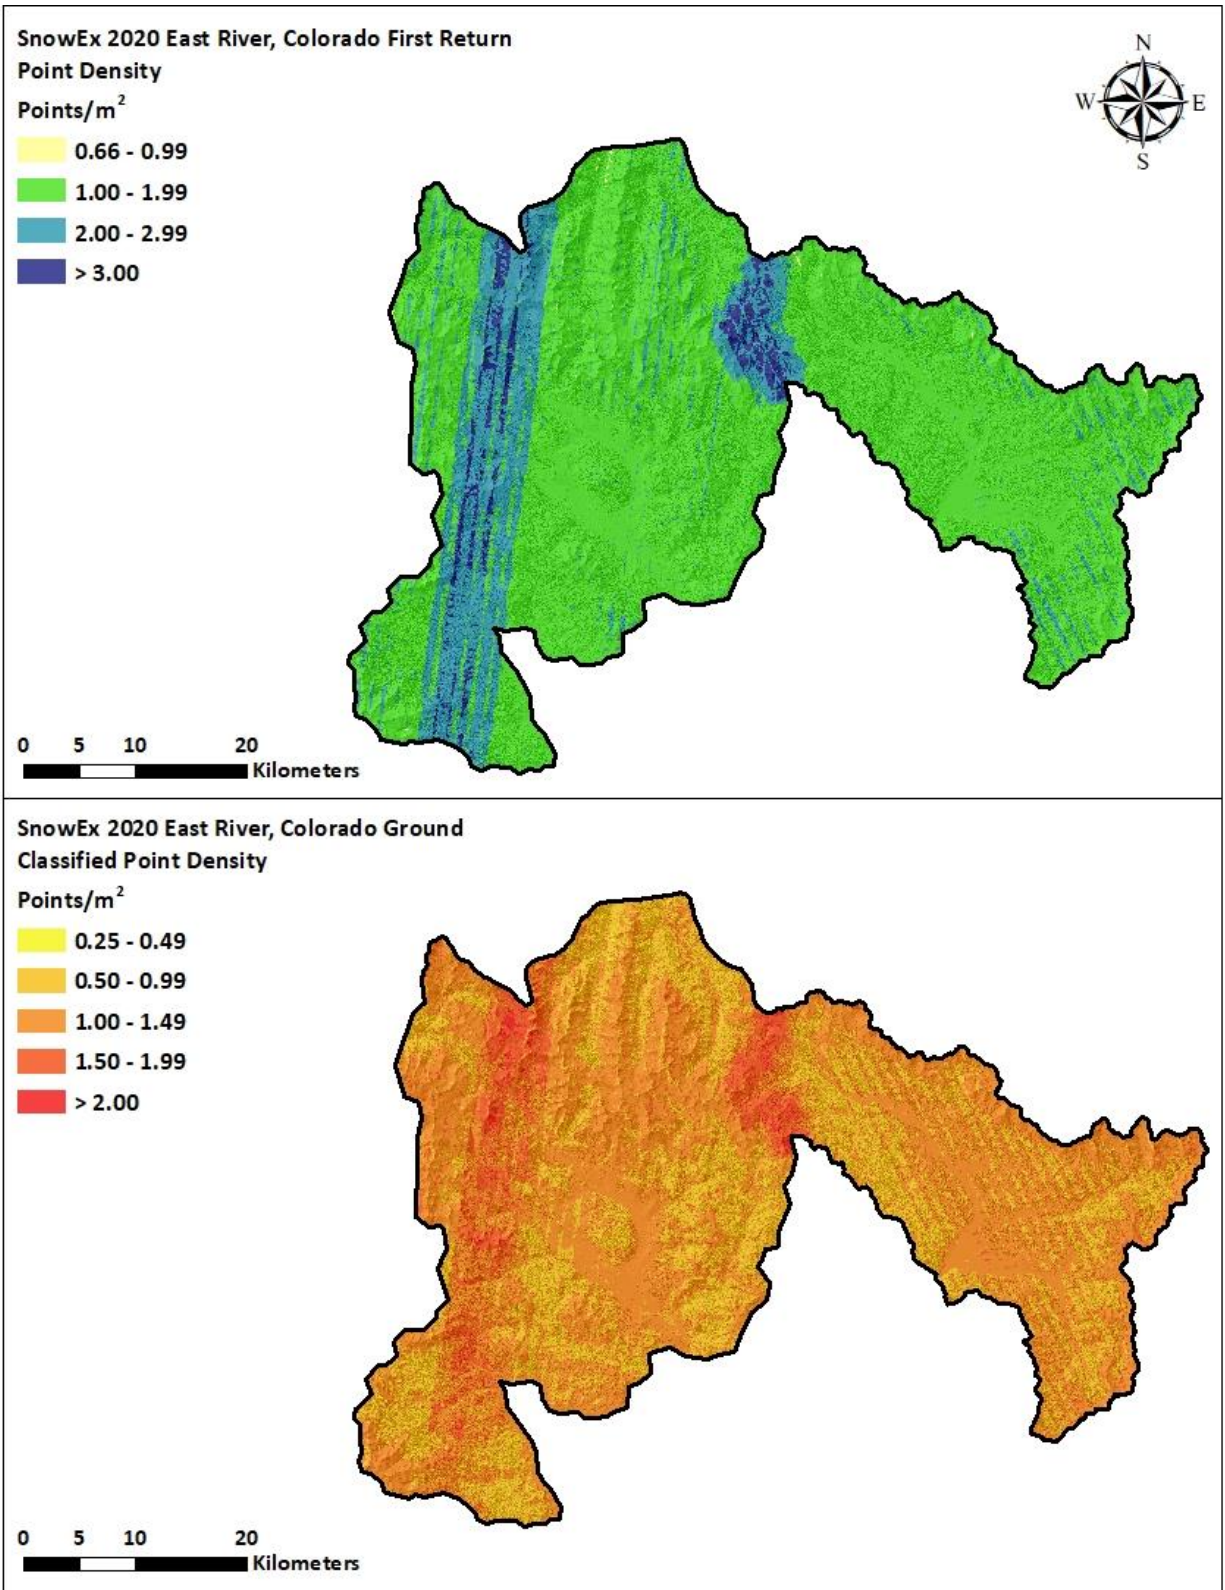 SnowEx 2020 East River, Colorado First Return
Point Density
Points/m²
0.66 - 0.99
1.00 - 1.99
2.00 - 2.99
> 3.00
N
W E
S
0 5 10 20
Kilometers
SnowEx 2020 East River, Colorado Ground
Classified Point Density
Points/m²
0.25 - 0.49
0.50 - 0.99
1.00 - 1.49
1.50 - 1.99
> 2.00
0 5 10 20
Kilometers